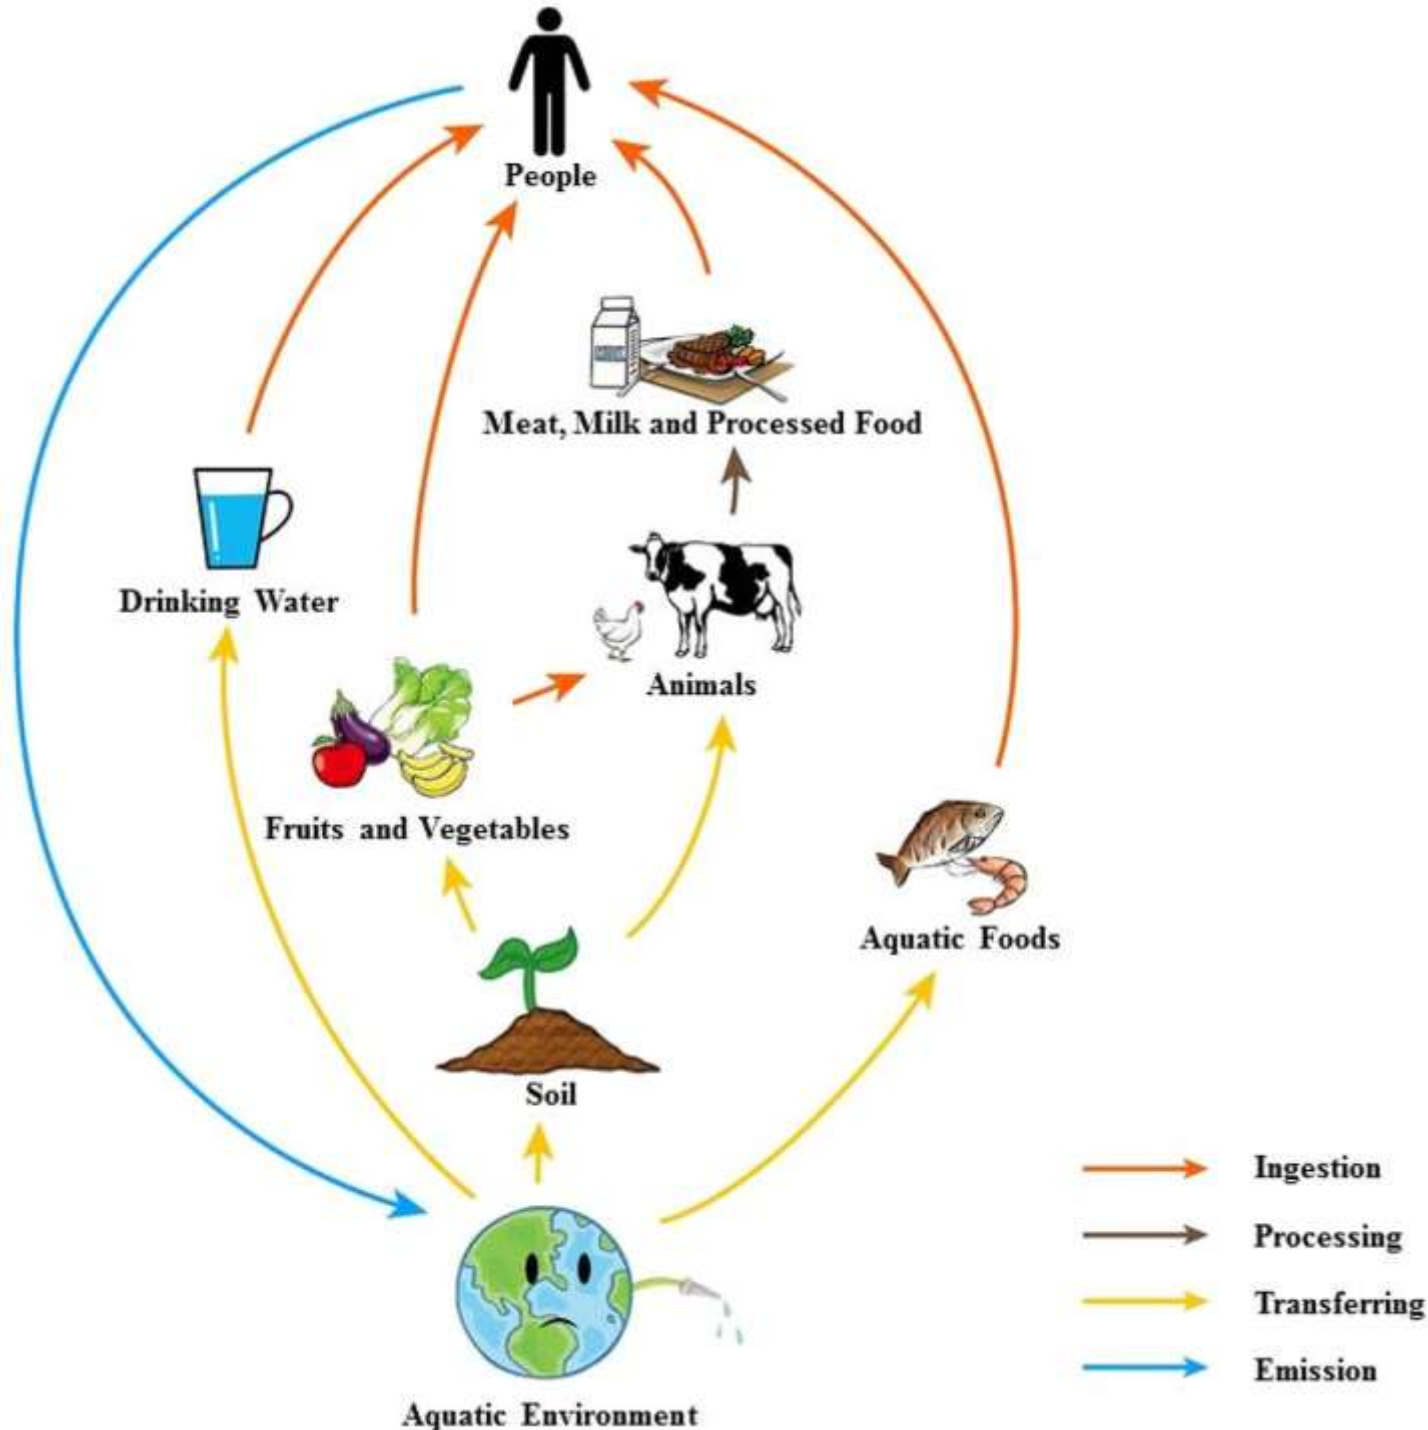 People
Meat, Milk and Processed Food
Drinking Water
Animals
Fruits and Vegetables
Aquatic Foods
Soil
Ingestion
Processing
Transferring
Emission
Aquatic Environment